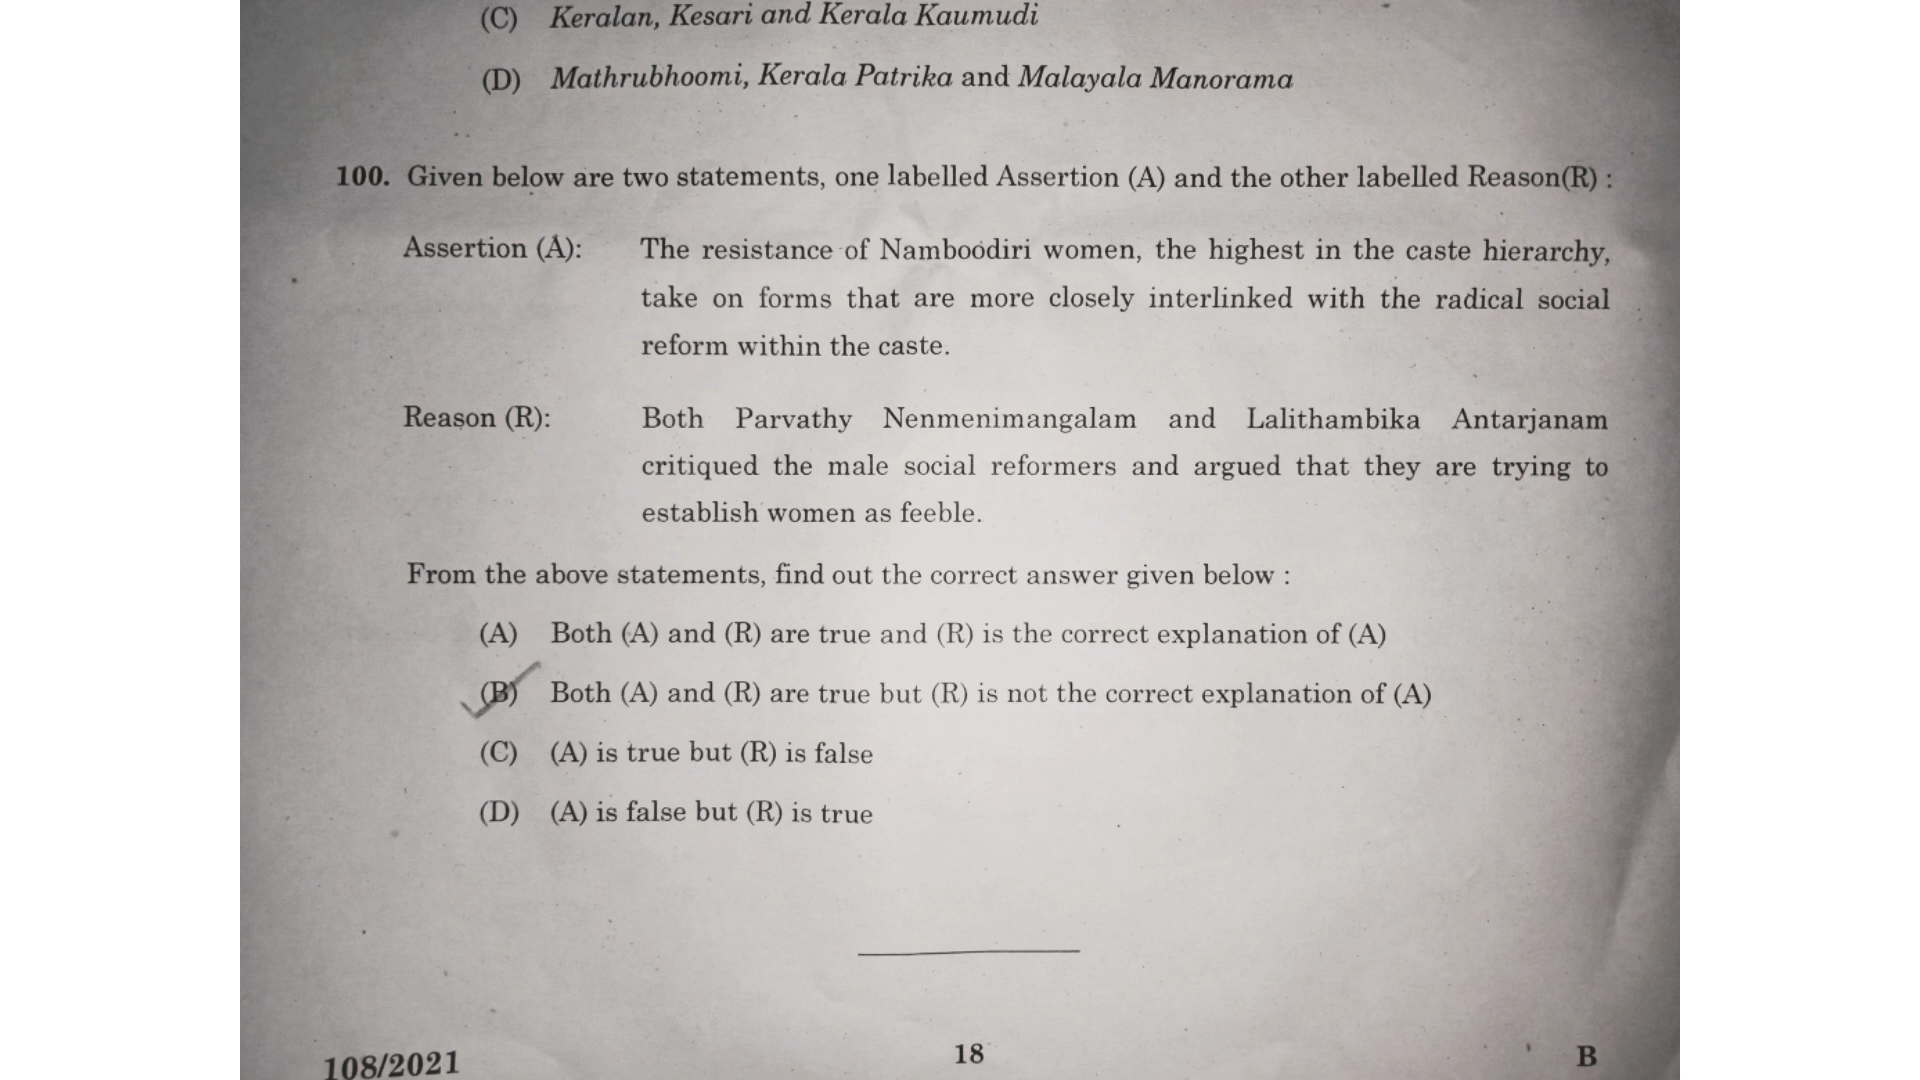 (C) Keralan, Kesari and Kerala Kaumudi
(D) Mathrubhoomi, Kerala Patrika and Malayala Manorama
100. Given below are two statements, one labelled Assertion (A) and the other labelled Reason(R) :
Assertion (A): The resistance of Namboodiri women, the highest in the caste hierarchy,
take on forms that are more closely interlinked with the radical social
reform within the caste.
Reason (R): Both Parvathy Nenmenimangalam and Lalithambika Antarjanam
critiqued the male social reformers and argued that they are trying to
establish women as feeble.
From the above statements, find out the correct answer given below :
(A) Both (A) and (R) are true and (R) is the correct explanation of (A)
(B) Both (A) and (R) are true but (R) is not the correct explanation of (A)
(C) (A) is true but (R) is false
(D) (A) is false but (R) is true
108/2021 18 B